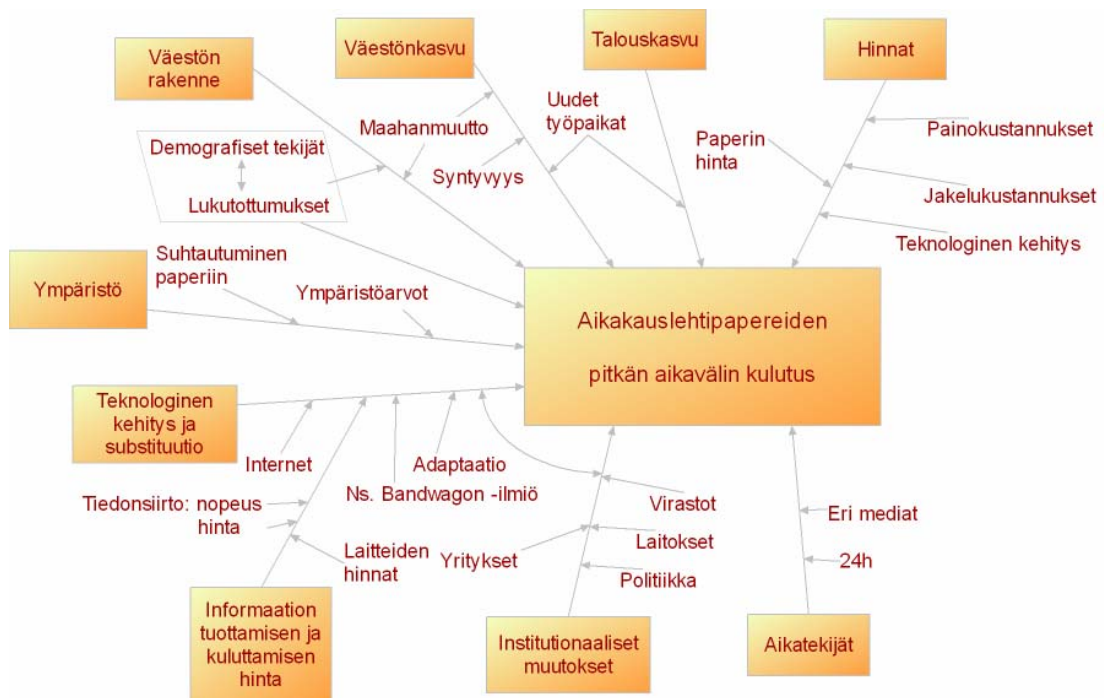 Väestön
rakenne
Väestönkasvu
Talouskasvu
Hinnat
Maahanmuutto
Uudet
työpaikat
Painokustannukset
Demografiset tekijät
Syntyvyys
Paperin
hinta
Lukutottumukset
Jakelukustannukset
Teknologinen kehitys
Suhtautuminen
paperiin
Ympäristö
Ympäristöarvot
Aikakauslehtipapereiden
pitkän aikavälin kulutus
Teknologinen
kehitys ja
substituutio
Internet
Adaptaatio
Ns. Bandwagon -ilmiö
Tiedonsiirto: nopeus
hinta
Virastot
Eri mediat
Laitteiden
hinnat
Yritykset
Laitokset
24h
Politiikka
Informaation
tuottamisen ja
kuluttamisen
hinta
Institutionaaliset
muutokset
Aikatekijät